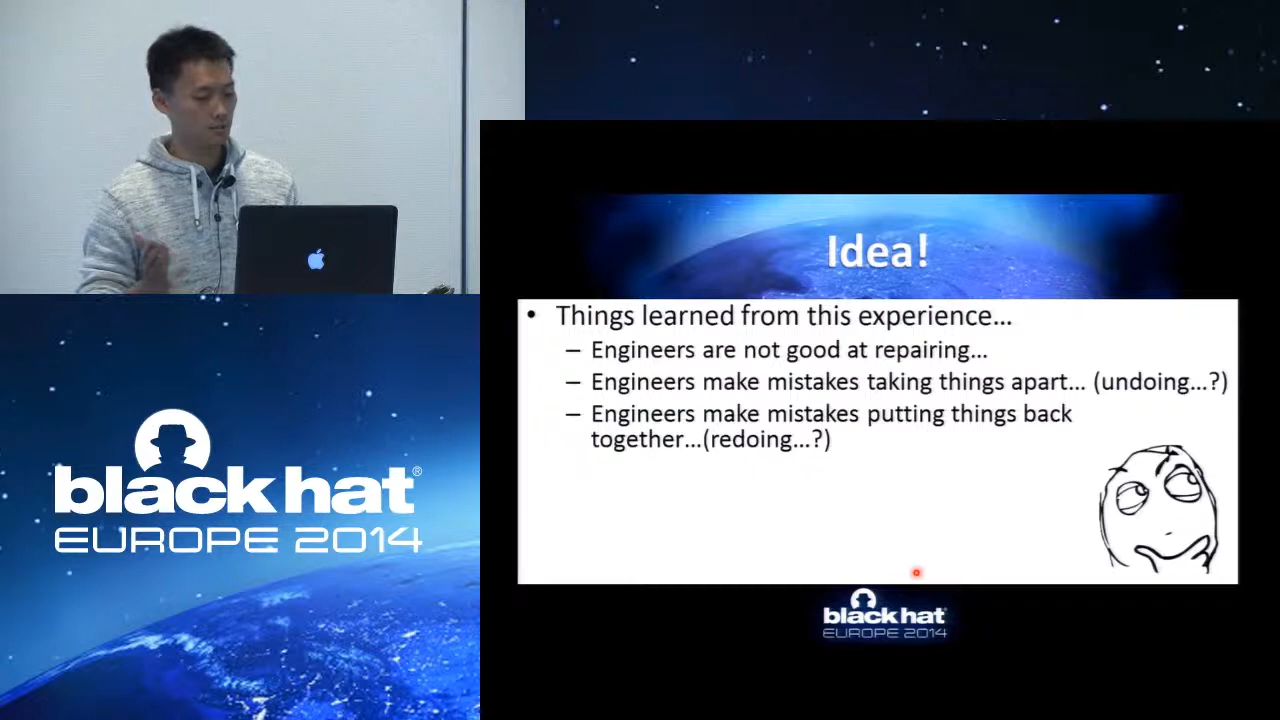 Idea!
• Things learned from this experience…
– Engineers are not good at repairing…
– Engineers make mistakes taking things apart… (undoing…?)
– Engineers make mistakes putting things back
together…(redoing…?)
black hat®
EUROPE 2014
black hat®
EUROPE 2014